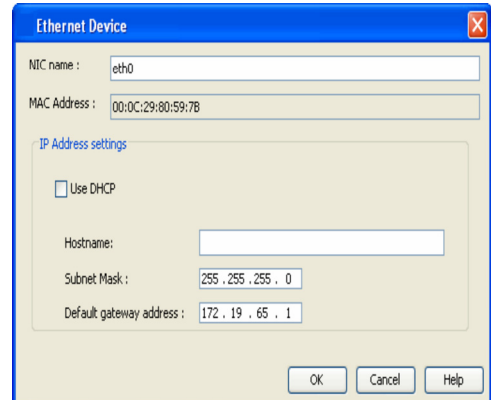 Ethernet Device
NIC name : eth0
MAC Address : 00:0C:29:80:59:7B
IP Address settings
Use DHCP
Hostname:
Subnet Mask : 255 . 255 . 255 . 0
Default gateway address : 172 . 19 . 65 . 1
OK Cancel Help